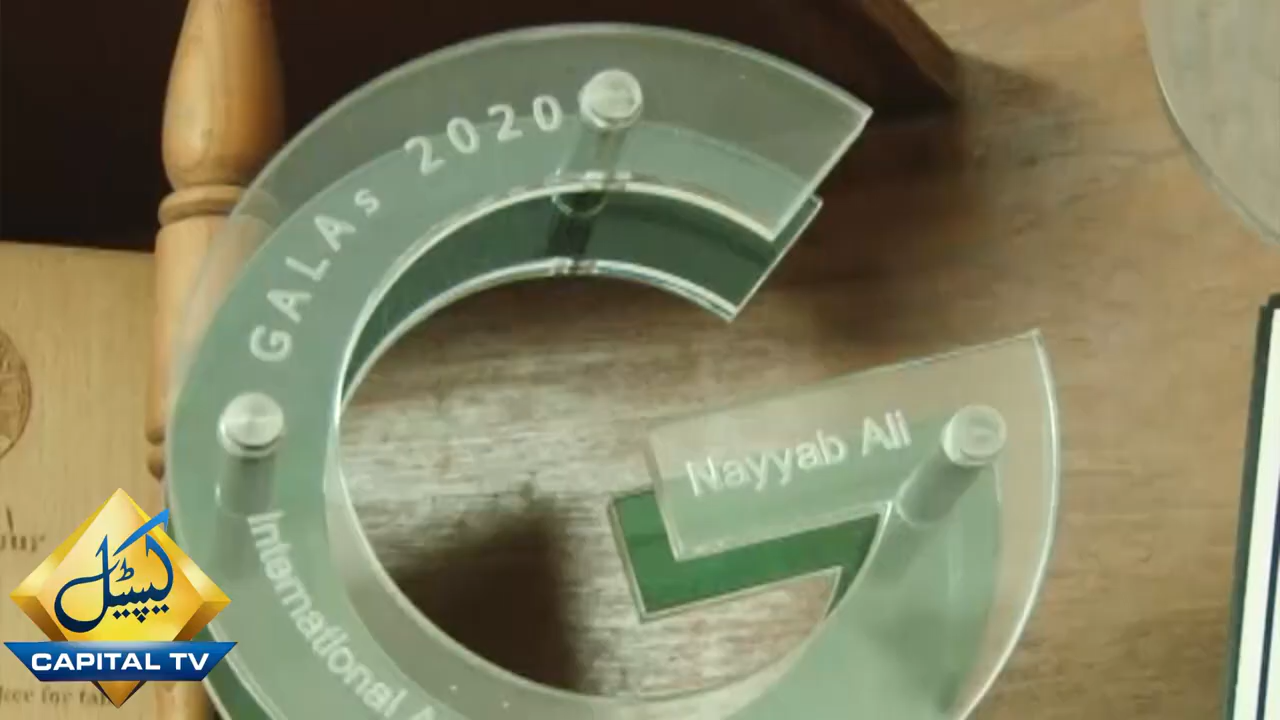 GALAs 2020
Nayyab Ali
International
کیپیٹل
CAPITAL TV